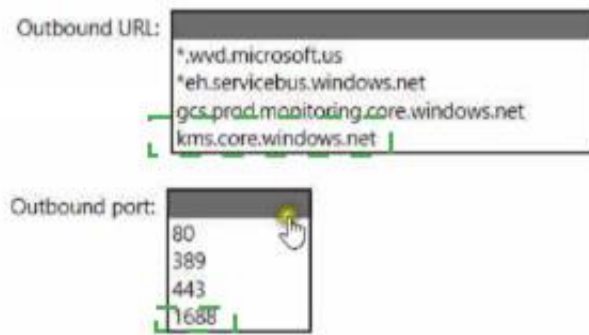 Outbound URL:
*.wvd.microsoft.us
*eh.servicebus.windows.net
gcs.prod.monitoring.core.windows.net
kms.core.windows.net
Outbound port:
80
389
443
1688